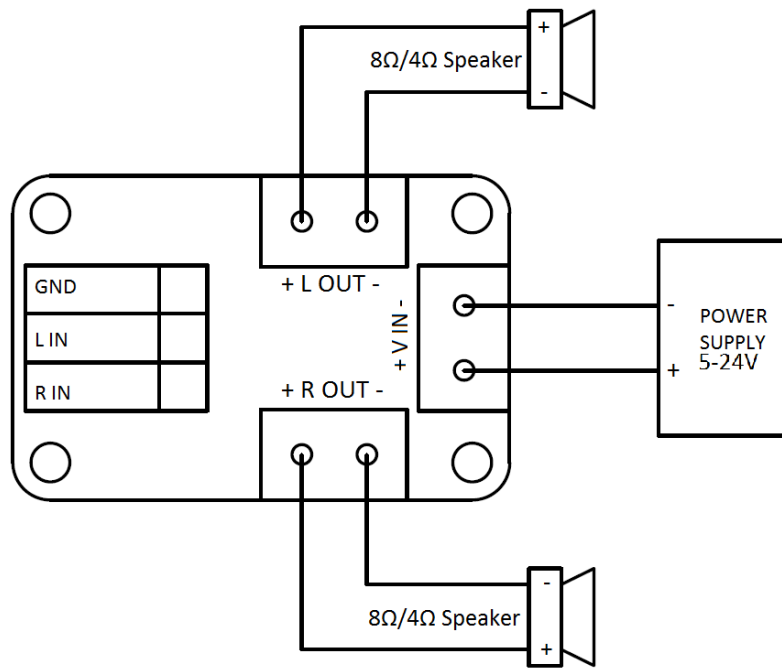 +
8Ω/4Ω Speaker
-
+ L OUT -
GND
L IN
R IN
+ V IN -
-
+
POWER
SUPPLY
5-24V
+ R OUT -
-
8Ω/4Ω Speaker
+